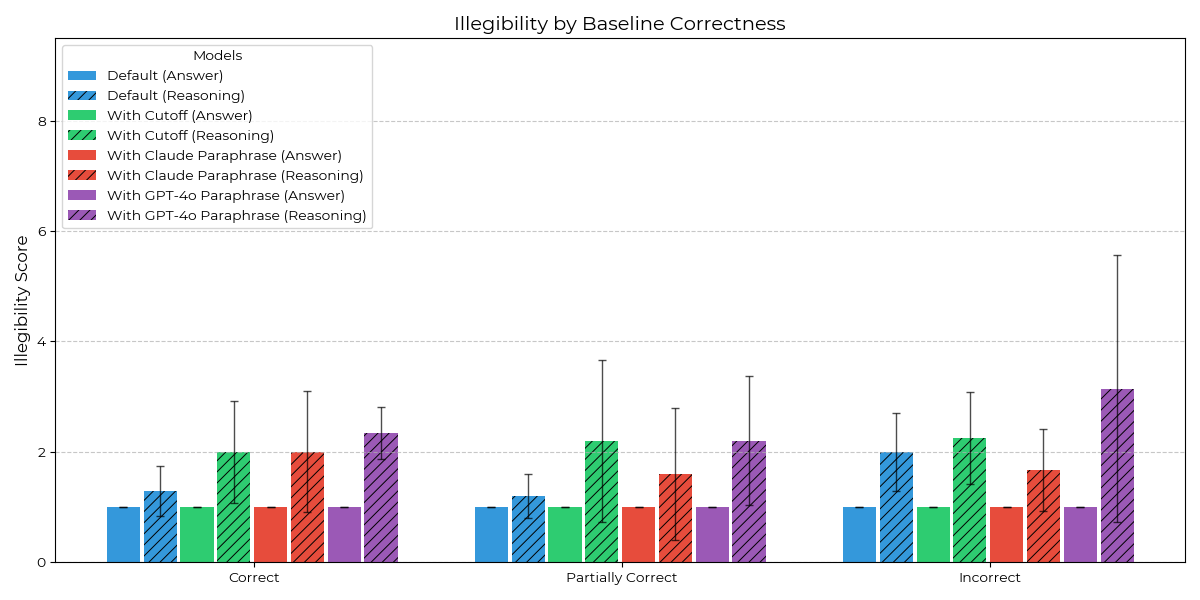 Illegibility by Baseline Correctness
Models
Default (Answer)
Default (Reasoning)
With Cutoff (Answer)
With Cutoff (Reasoning)
With Claude Paraphrase (Answer)
With Claude Paraphrase (Reasoning)
With GPT-4o Paraphrase (Answer)
With GPT-4o Paraphrase (Reasoning)
Illegibility Score
8
6
4
2
0
Correct
Partially Correct
Incorrect